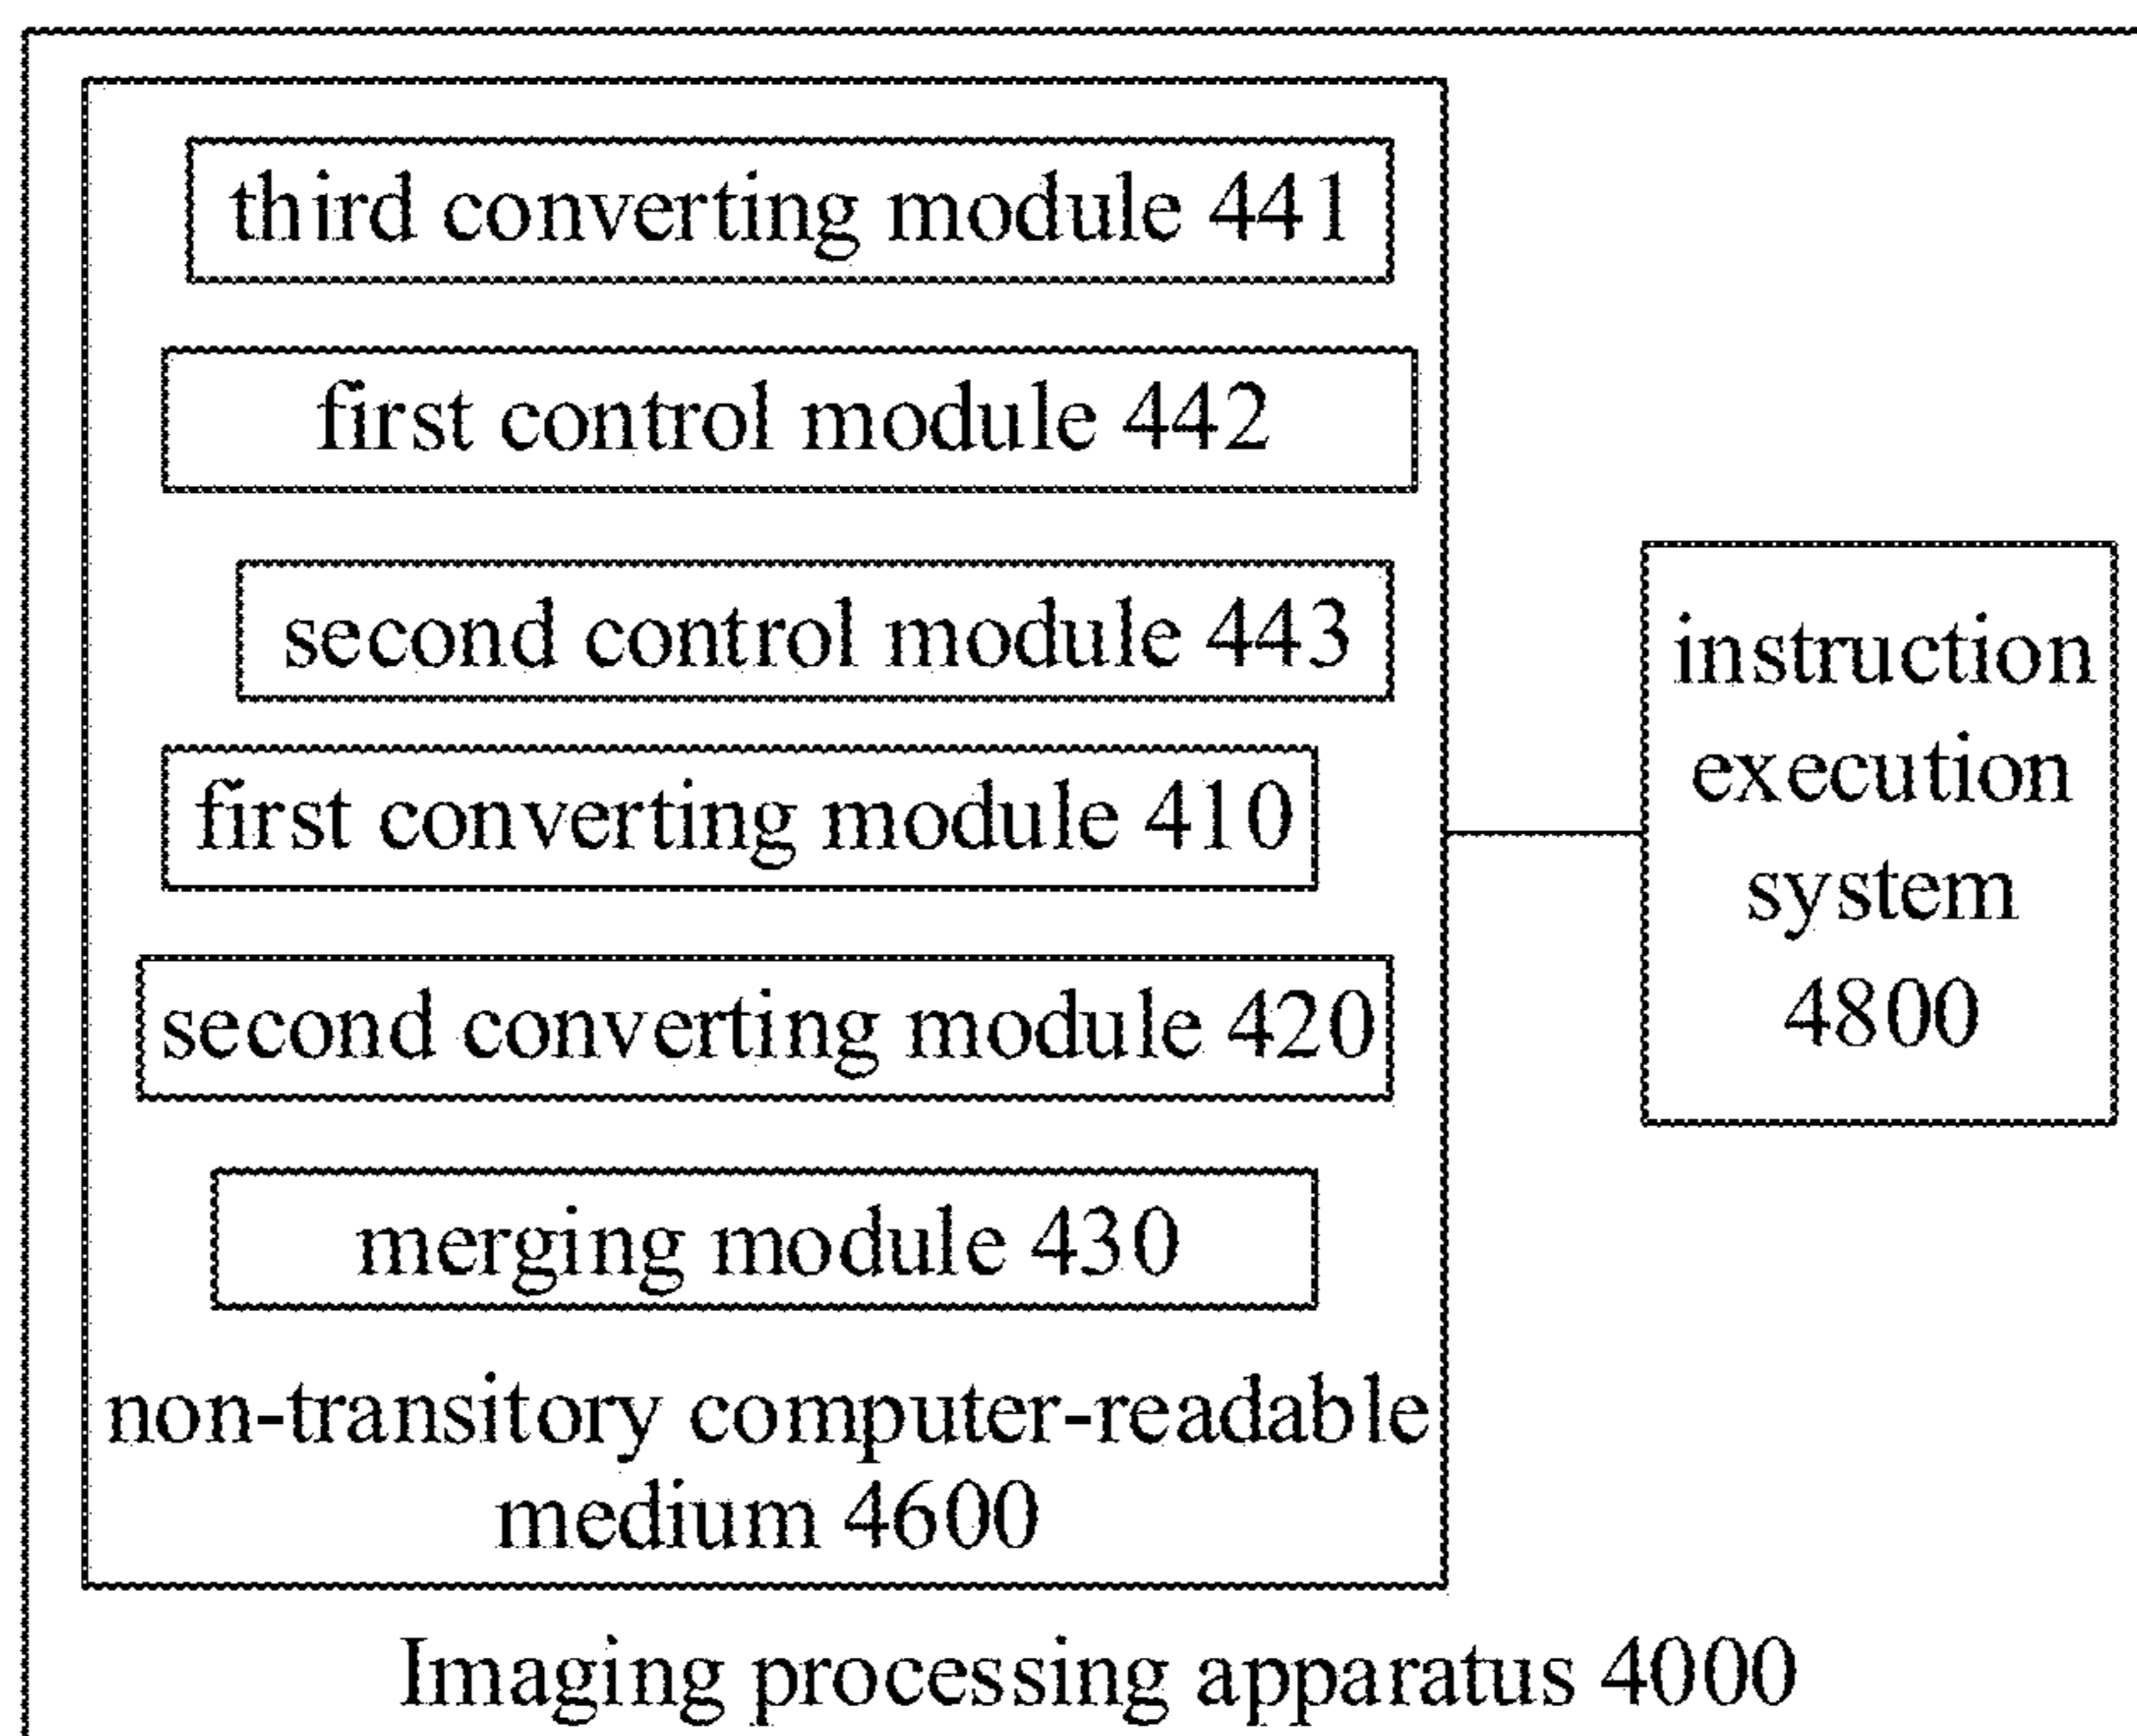 third converting module 441
first control module 442
second control module 443
first converting module 410
second converting module 420
merging module 430
non-transitory computer-readable
medium 4600
instruction
execution
system
4800
Imaging processing apparatus 4000